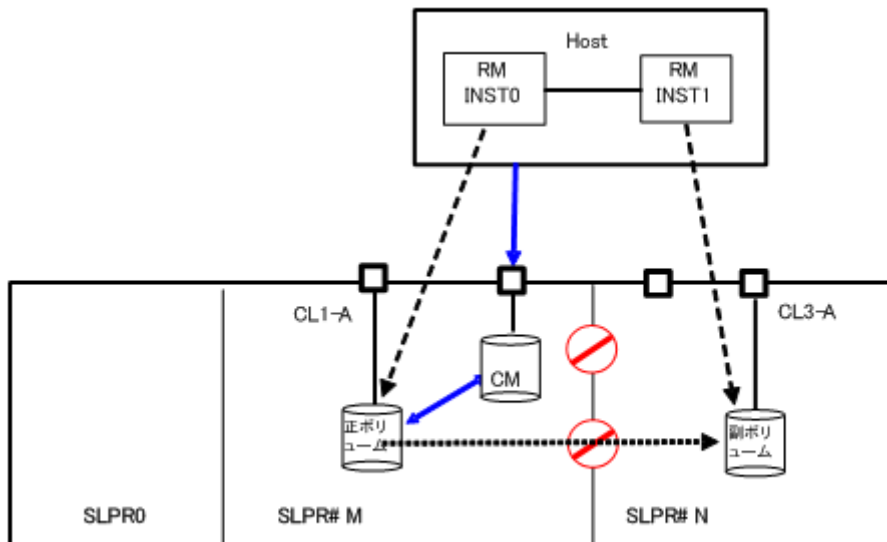 Host
RM
INST0
RM
INST1
CL1-A
CL3-A
CM
正ボリ
ューム
副ボリ
ューム
SLPR0
SLPR# M
SLPR# N